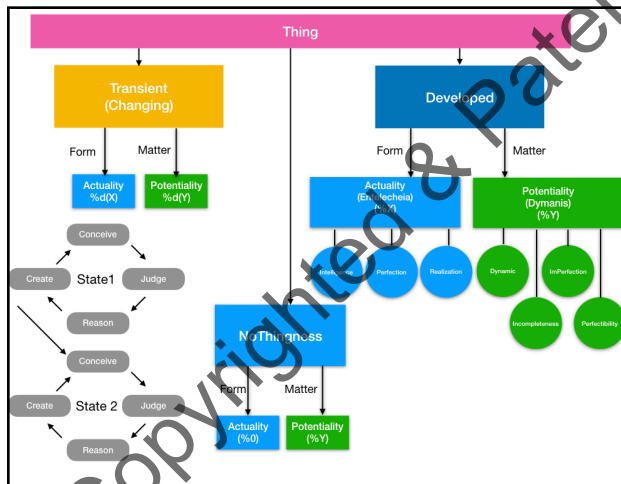 Thing
Transient
(Changing)
Developed
Form
Matter
Form
Matter
Actuality
%d(X)
Potentiality
%d(Y)
Actuality
(Entelecheia)
(%X)
Potentiality
(Dymanis)
(%Y)
Intelligence
Perfection
Realization
Dynamic
ImPerfection
Incompleteness
Perfectibility
Conceive
Create
State1
Judge
Reason
Conceive
Create
State 2
Judge
Reason
NoThingness
Form
Matter
Actuality
(%0)
Potentiality
(%Y)
Copyrighted & Paten